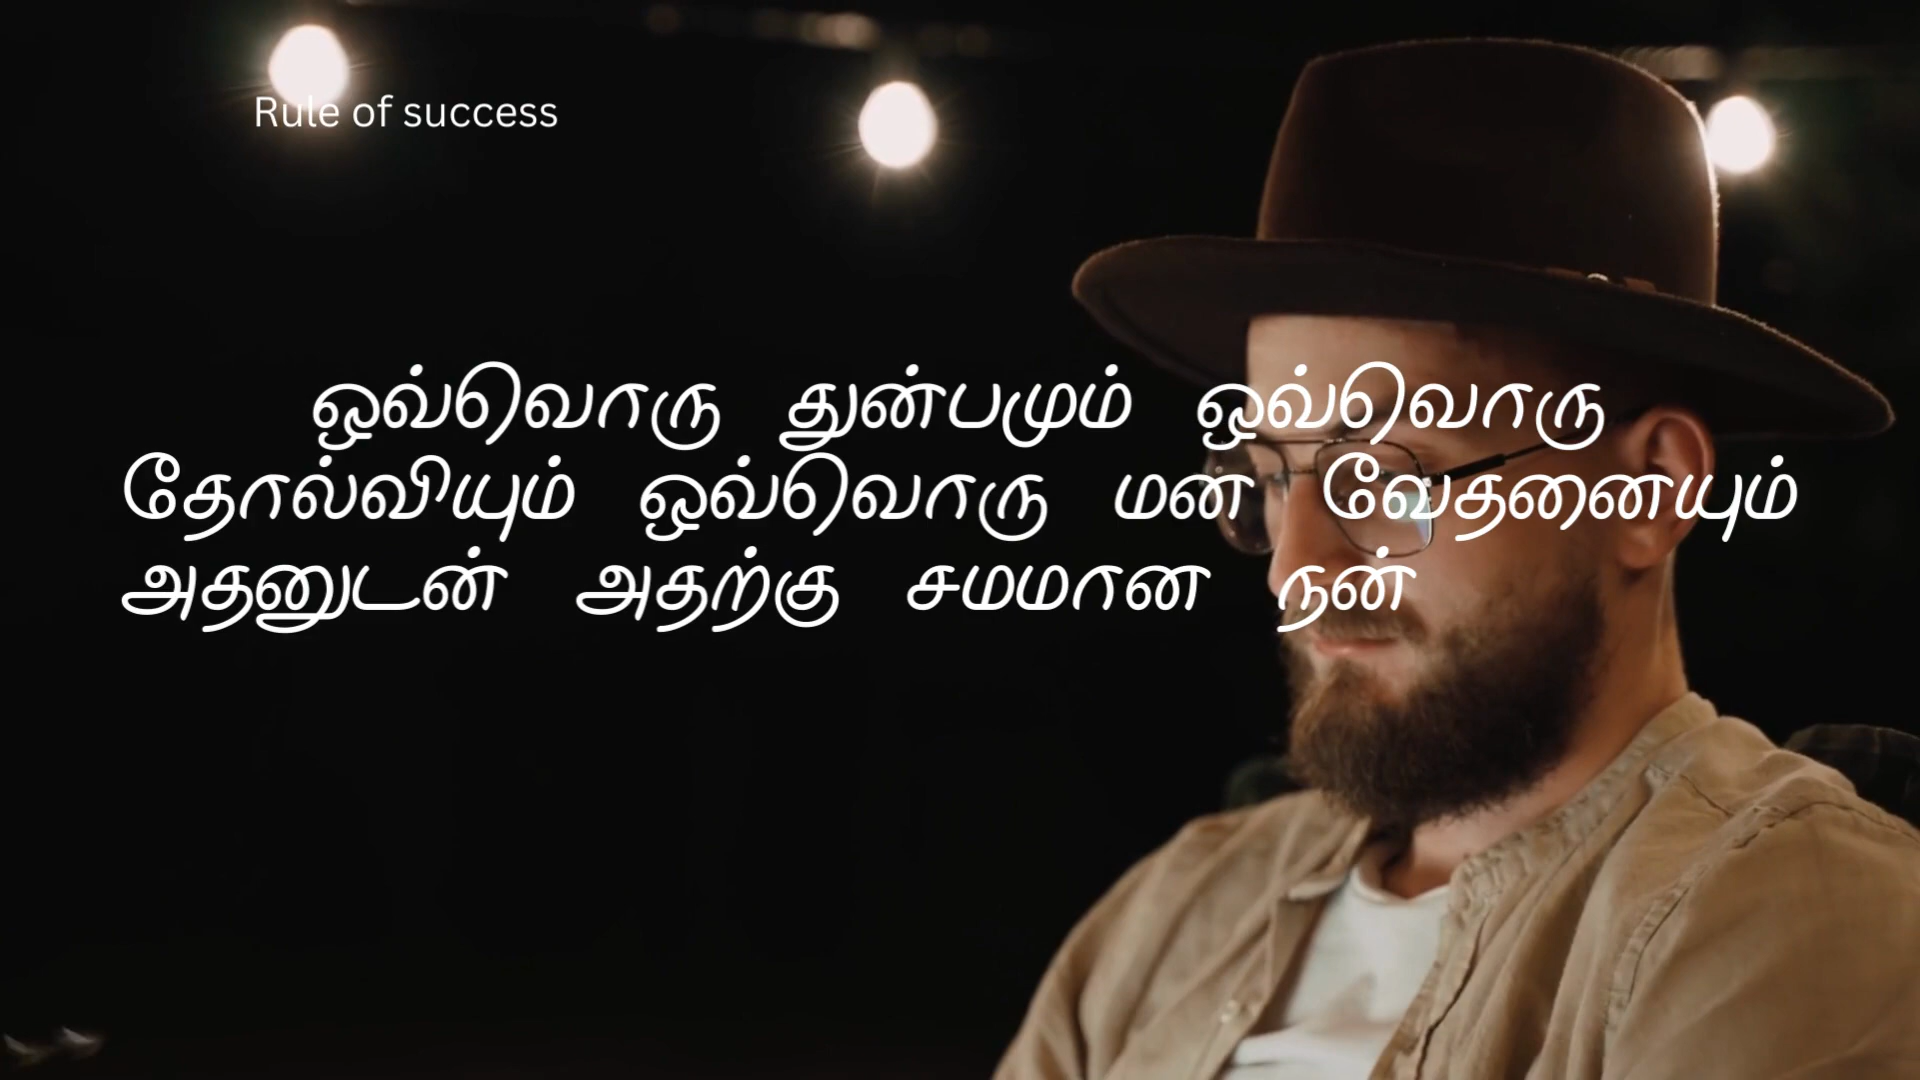 Rule of success
ஒவ்வொரு துன்பமும் ஒவ்வொரு
தோல்வியும் ஒவ்வொரு மன வேதனையும்
அதனுடன் அதற்கு சமமான நன்